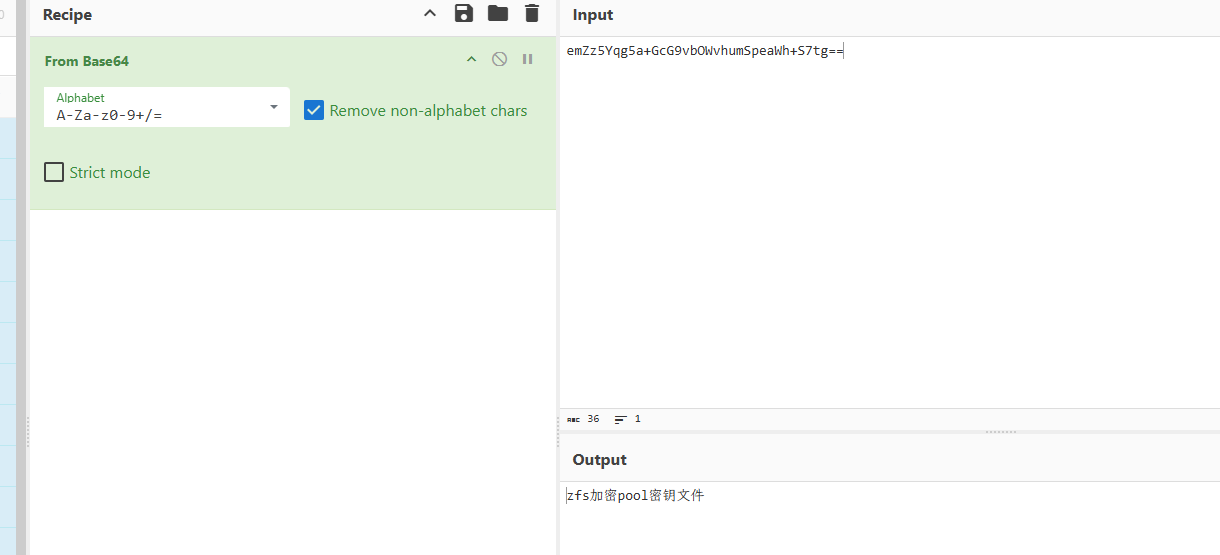 Recipe
From Base64
Alphabet
A-Za-z0-9+/=
Remove non-alphabet chars
Strict mode
Input
emZz5Yqg5a+GcG9vbOWvhumSpeaWh+S7tg==
ABC 36 1
Output
zfs加密pool密钥文件